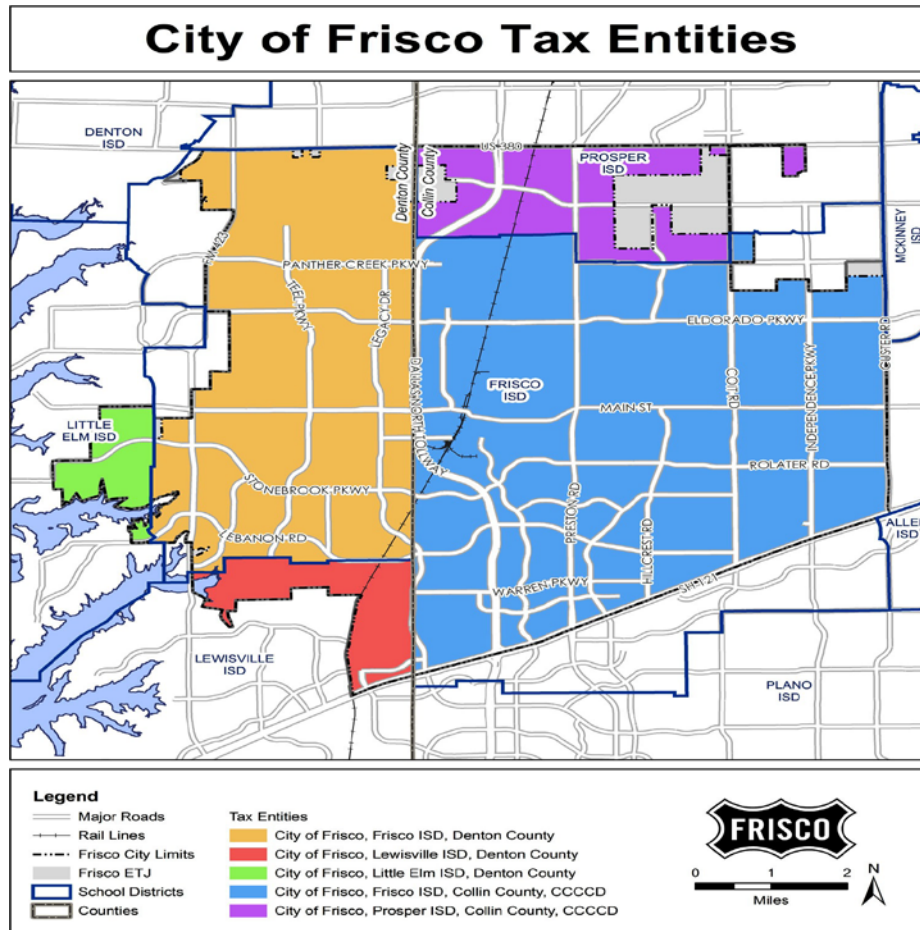 City of Frisco Tax Entities
DENTON
ISD
US 380
PROSPER
ISD
Denton County
Collin County
MCKINNEY
ISD
FM 423
PANTHER CREEK PKWY
TEEL PKWY
LEGACY DR
ELDORADO PKWY
CUSTER RD
DALLAS NORTH TOLLWAY
FRISCO
ISD
COIT RD
INDEPENDENCE PKWY
MAIN ST
LITTLE
ELM ISD
ROLATER RD
STONEBROOK PKWY
PRESTON RD
HILLCREST RD
LEBANON RD
ALLEN
ISD
WARREN PKWY
SH 121
LEWISVILLE
ISD
PLANO
ISD
Legend
Major Roads
Rail Lines
Frisco City Limits
Frisco ETJ
School Districts
Counties
Tax Entities
City of Frisco, Frisco ISD, Denton County
City of Frisco, Lewisville ISD, Denton County
City of Frisco, Little Elm ISD, Denton County
City of Frisco, Frisco ISD, Collin County, CCCCD
City of Frisco, Prosper ISD, Collin County, CCCCD
FRISCO
0 1 2
Miles
N